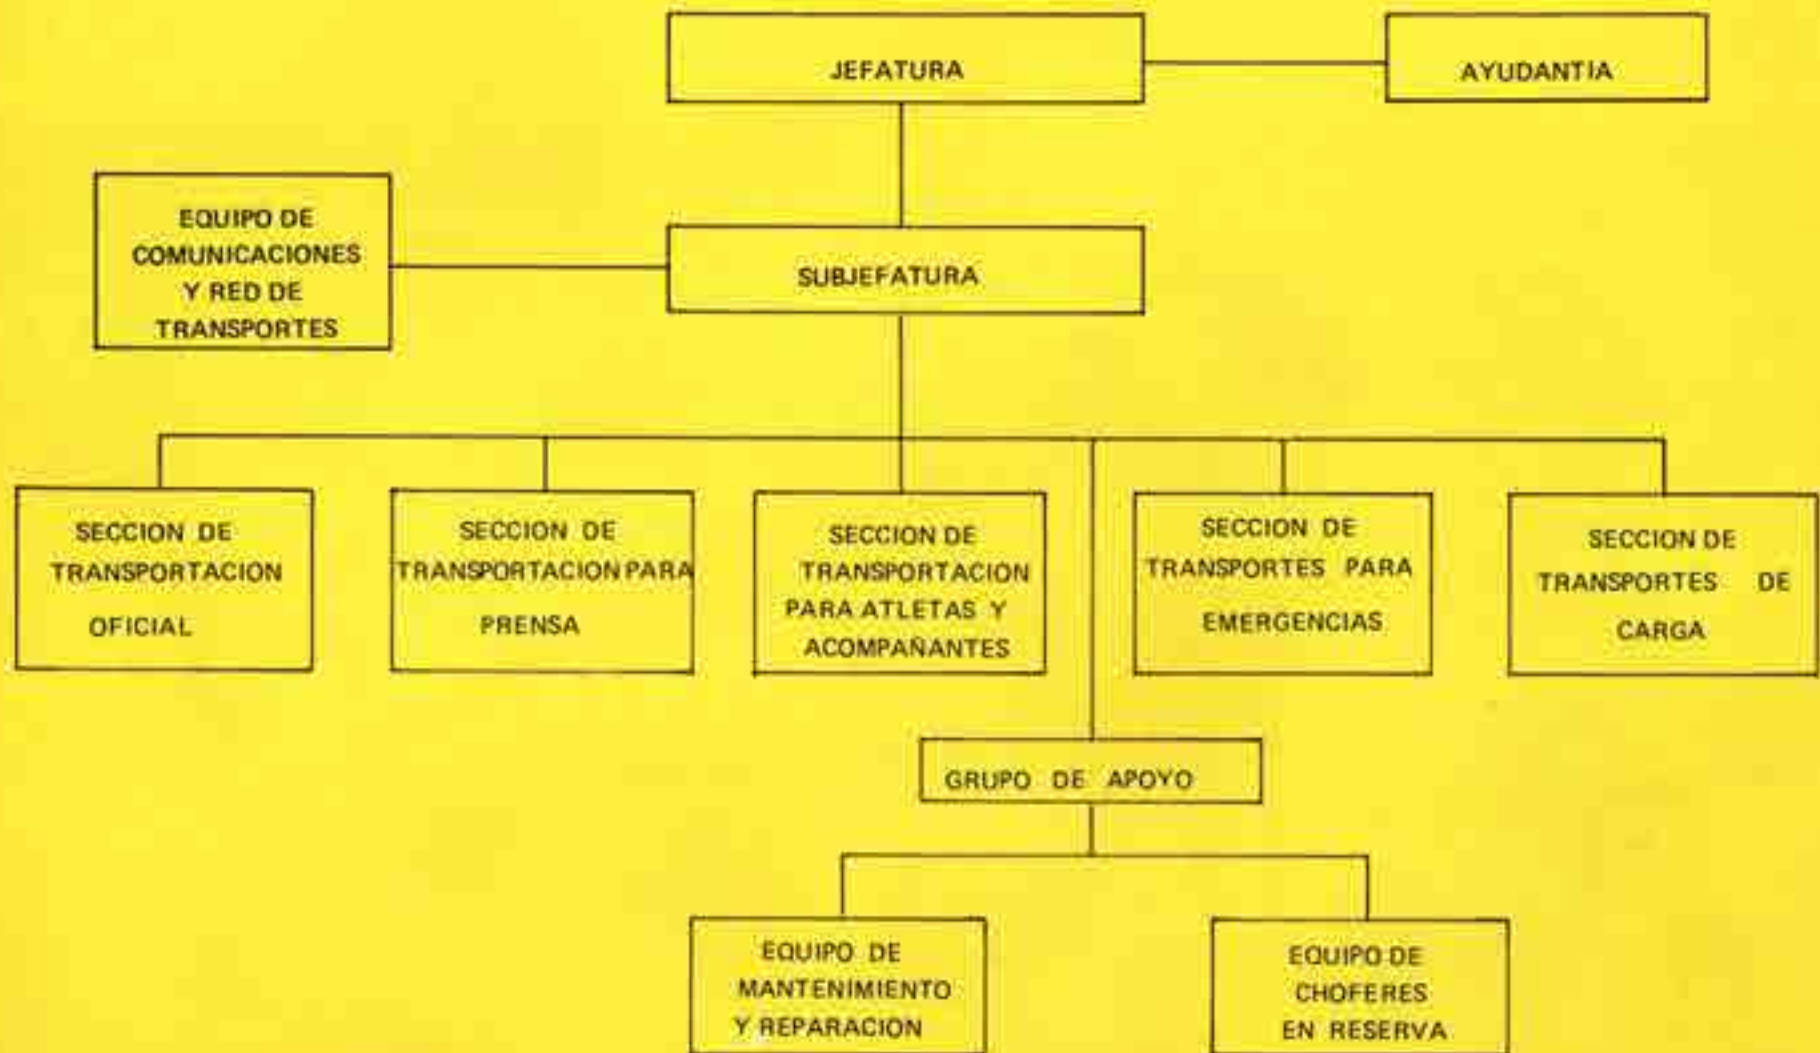 JEFATURA
AYUDANTIA
EQUIPO DE
COMUNICACIONES
Y RED DE
TRANSPORTES
SUBJEFATURA
SECCION DE
TRANSPORTACION
OFICIAL
SECCION DE
TRANSPORTACION PARA
PRENSA
SECCION DE
TRANSPORTACION
PARA ATLETAS Y
ACOMPAÑANTES
SECCION DE
TRANSPORTES PARA
EMERGENCIAS
SECCION DE
TRANSPORTES DE
CARGA
GRUPO DE APOYO
EQUIPO DE
MANTENIMIENTO
Y REPARACION
EQUIPO DE
CHOFERES
EN RESERVA